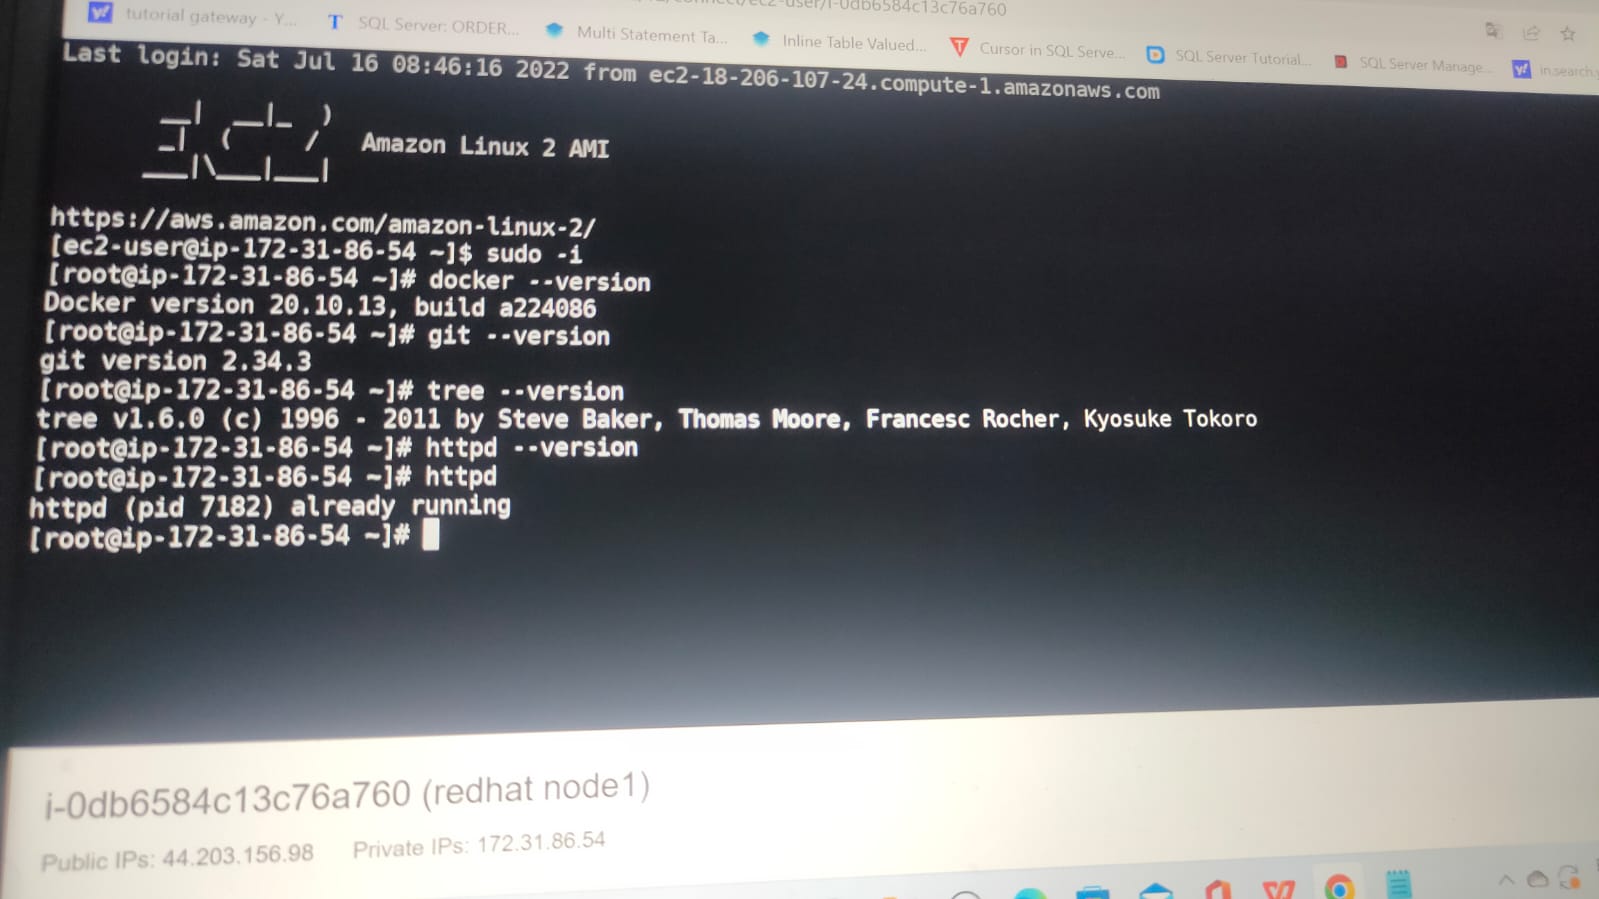 0db6584c13c76a760
tutorial gateway - Y...
SQL Server: ORDER...
Multi Statement Ta...
Inline Table Valued...
Cursor in SQL Serve...
SQL Server Tutorial...
SQL Server Manage...
in.search.y
Last login: Sat Jul 16 08:46:16 2022 from ec2-18-206-107-24.compute-1.amazonaws.com
Amazon Linux 2 AMI
https://aws.amazon.com/amazon-linux-2/
[ec2-user@ip-172-31-86-54 ~]$ sudo -i
[root@ip-172-31-86-54 ~]# docker --version
Docker version 20.10.13, build a224086
[root@ip-172-31-86-54 ~]# git --version
git version 2.34.3
[root@ip-172-31-86-54 ~]# tree --version
tree v1.6.0 (c) 1996 - 2011 by Steve Baker, Thomas Moore, Francesc Rocher, Kyosuke Tokoro
[root@ip-172-31-86-54 ~]# httpd --version
[root@ip-172-31-86-54 ~]# httpd
httpd (pid 7182) already running
[root@ip-172-31-86-54 ~]#
i-0db6584c13c76a760 (redhat node1)
Public IPs: 44.203.156.98 Private IPs: 172.31.86.54